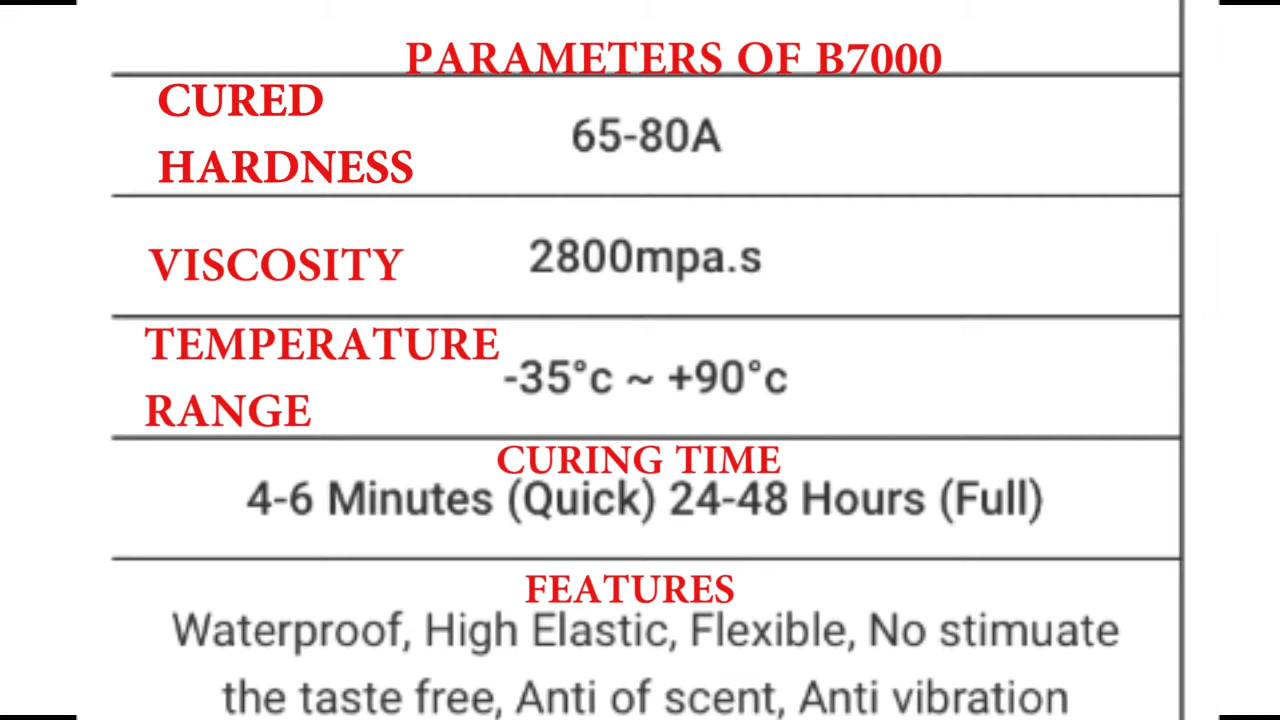 PARAMETERS OF B7000
CURED
HARDNESS
65-80A
VISCOSITY
2800mpa.s
TEMPERATURE
RANGE
-35°c ~ +90°c
CURING TIME
4-6 Minutes (Quick) 24-48 Hours (Full)
FEATURES
Waterproof, High Elastic, Flexible, No stimuate
the taste free, Anti of scent, Anti vibration